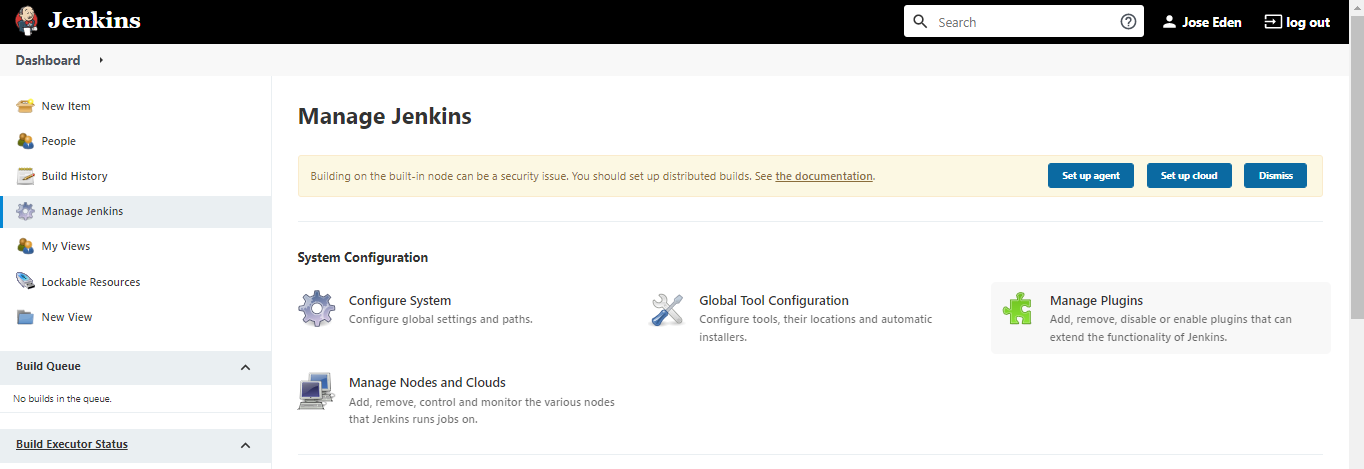 Jenkins
Search
Jose Eden
log out
Dashboard
New Item
People
Build History
Manage Jenkins
My Views
Lockable Resources
New View
Build Queue
No builds in the queue.
Build Executor Status
Manage Jenkins
Building on the built-in node can be a security issue. You should set up distributed builds. See the documentation.
Set up agent
Set up cloud
Dismiss
System Configuration
Configure System
Configure global settings and paths.
Global Tool Configuration
Configure tools, their locations and automatic
installers.
Manage Plugins
Add, remove, disable or enable plugins that can
extend the functionality of Jenkins.
Manage Nodes and Clouds
Add, remove, control and monitor the various nodes
that Jenkins runs jobs on.